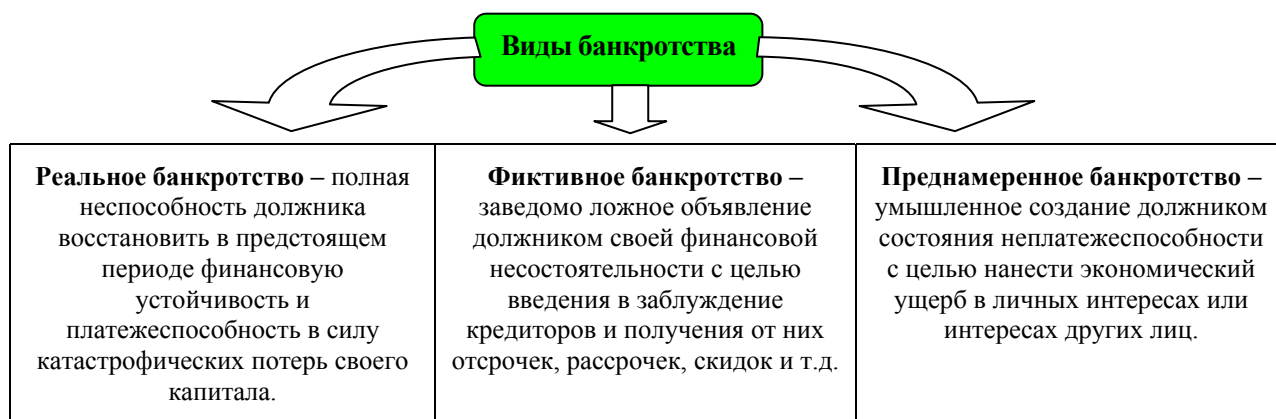 Виды банкротства
Реальное банкротство – полная
неспособность должника
восстановить в предстоящем
периоде финансовую
устойчивость и
платежеспособность в силу
катастрофических потерь своего
капитала.
Фиктивное банкротство –
заведомо ложное объявление
должником своей финансовой
несостоятельности с целью
введения в заблуждение
кредиторов и получения от них
отсрочек, рассрочек, скидок и т.д.
Преднамеренное банкротство –
умышленное создание должником
состояния неплатежеспособности
с целью нанести экономический
ущерб в личных интересах или
интересах других лиц.